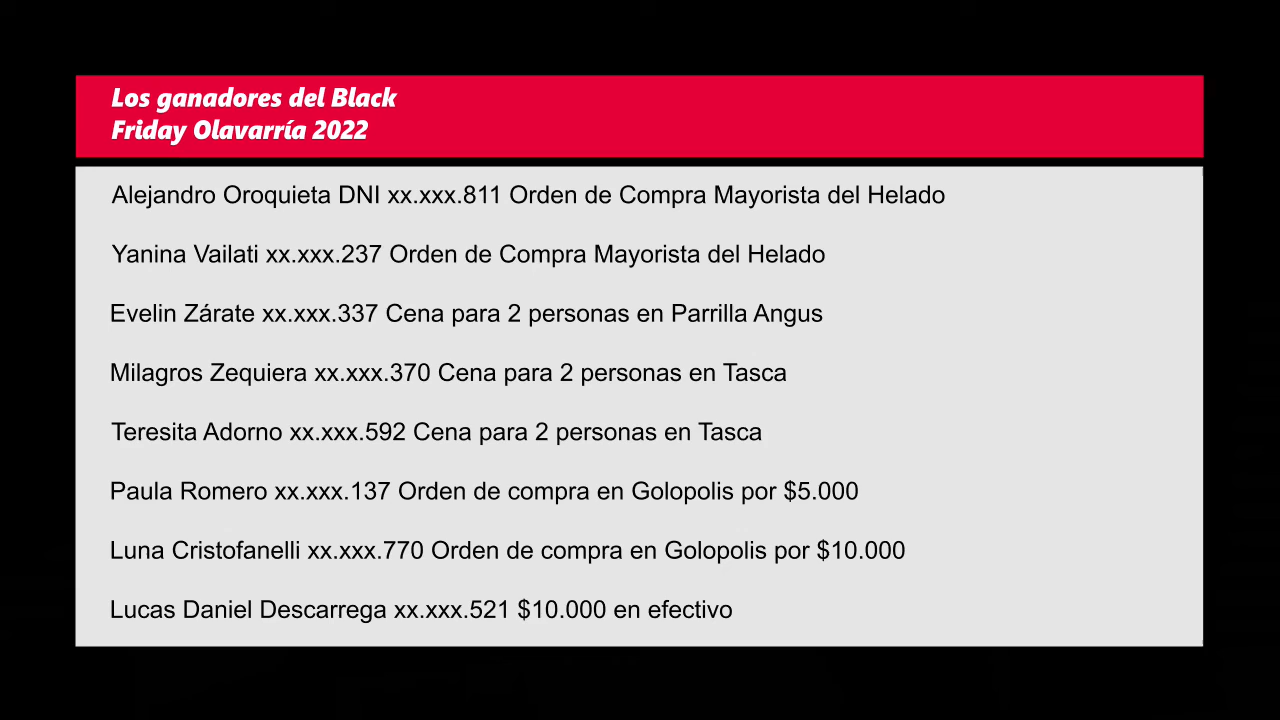 Los ganadores del Black
Friday Olavarría 2022
Alejandro Oroquieta DNI xx.xxx.811 Orden de Compra Mayorista del Helado
Yanina Vailati xx.xxx.237 Orden de Compra Mayorista del Helado
Evelin Zárate xx.xxx.337 Cena para 2 personas en Parrilla Angus
Milagros Zequiera xx.xxx.370 Cena para 2 personas en Tasca
Teresita Adorno xx.xxx.592 Cena para 2 personas en Tasca
Paula Romero xx.xxx.137 Orden de compra en Golopolis por $5.000
Luna Cristofanelli xx.xxx.770 Orden de compra en Golopolis por $10.000
Lucas Daniel Descarrega xx.xxx.521 $10.000 en efectivo